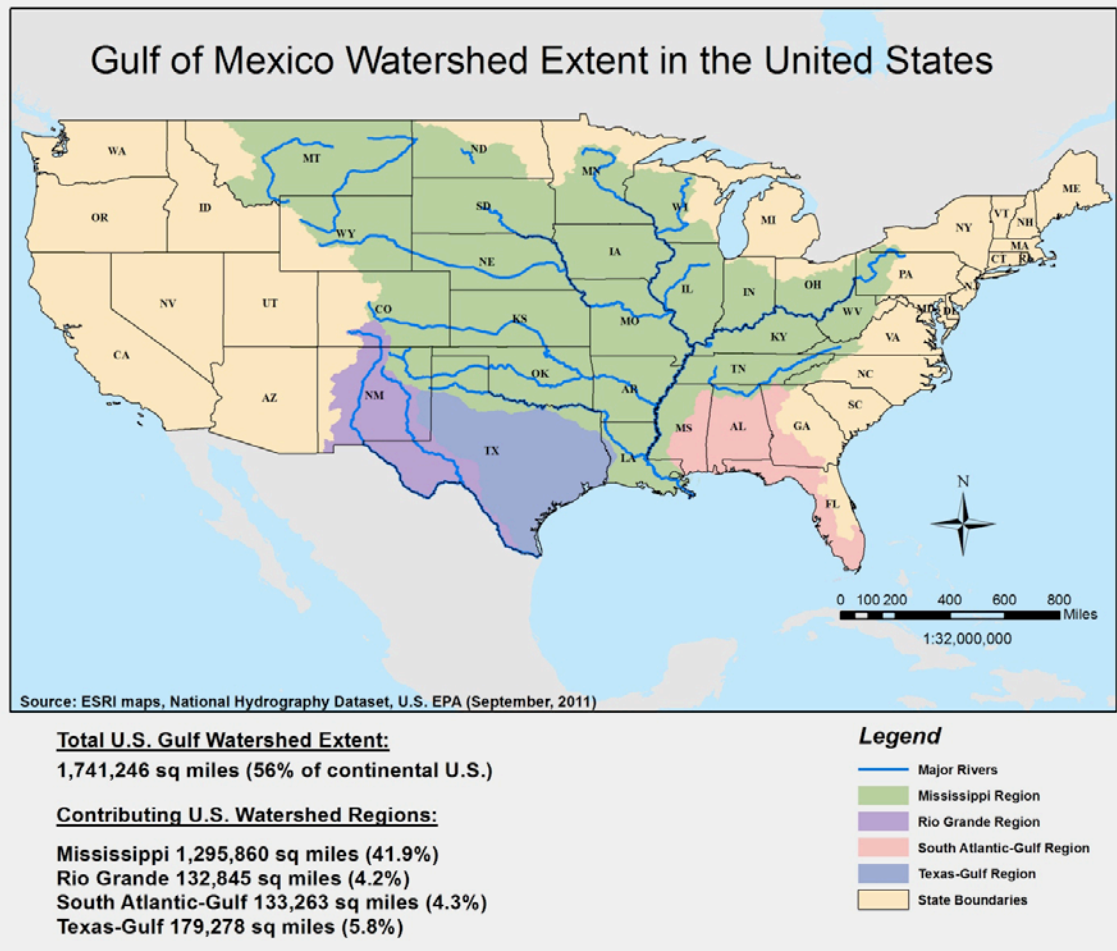 Gulf of Mexico Watershed Extent in the United States
WA
MT
ND
MN
ME
OR
ID
SD
WI
MI
NY
VT
NH
MA
CT
RI
WY
NE
IA
PA
NJ
NV
UT
CO
KS
MO
IL
IN
OH
WV
MD
DE
VA
KY
CA
AZ
NM
OK
AR
TN
NC
SC
TX
LA
MS
AL
GA
FL
N
0 100 200 400 600 800
Miles
1:32,000,000
Source: ESRI maps, National Hydrography Dataset, U.S. EPA (September, 2011)
Total U.S. Gulf Watershed Extent:
1,741,246 sq miles (56% of continental U.S.)
Contributing U.S. Watershed Regions:
Mississippi 1,295,860 sq miles (41.9%)
Rio Grande 132,845 sq miles (4.2%)
South Atlantic-Gulf 133,263 sq miles (4.3%)
Texas-Gulf 179,278 sq miles (5.8%)
Legend
Major Rivers
Mississippi Region
Rio Grande Region
South Atlantic-Gulf Region
Texas-Gulf Region
State Boundaries